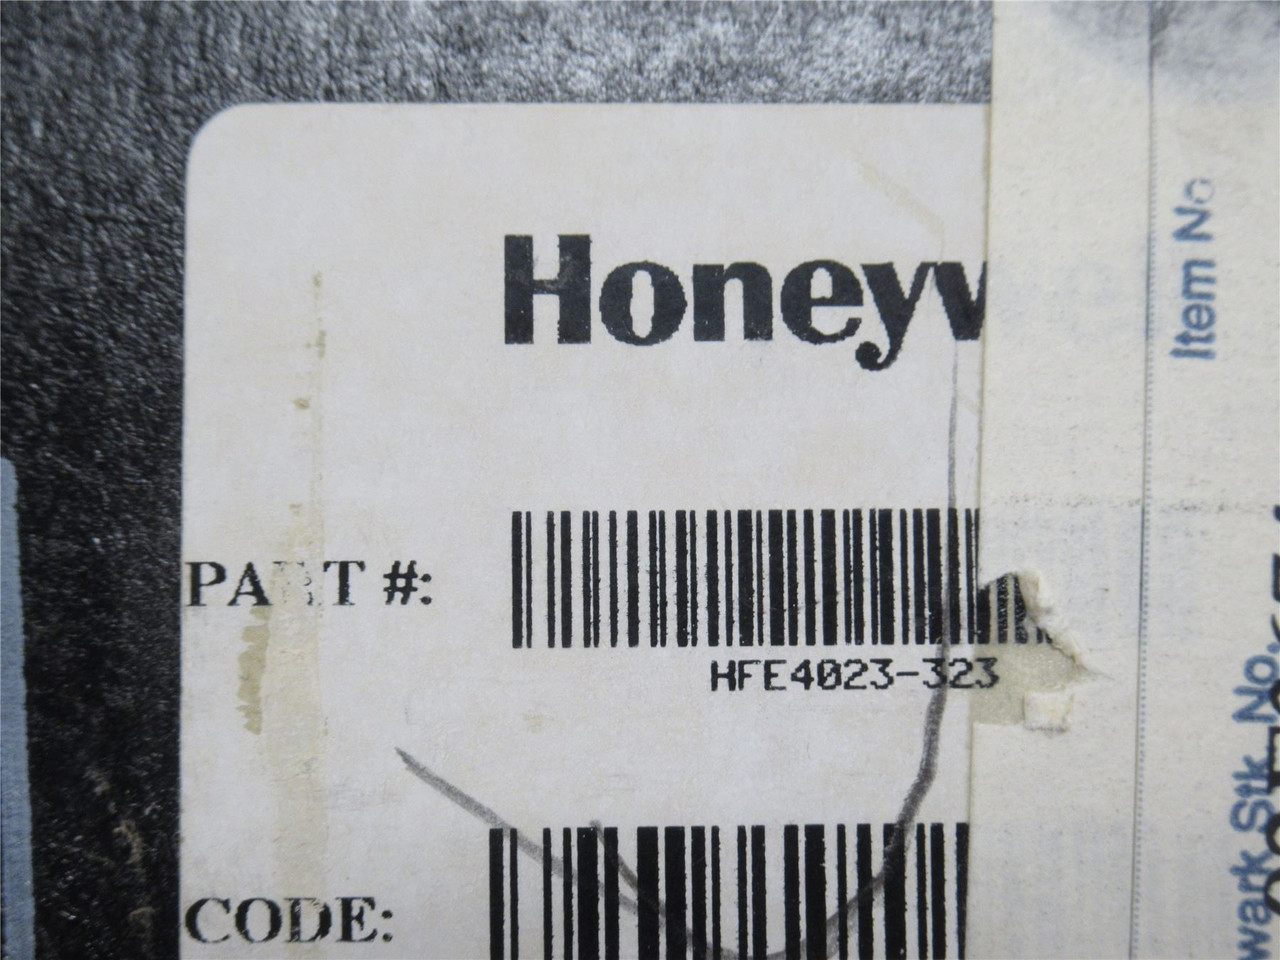 Honeyw
PART #:
HFE4023-323
CODE:
Item No
wark Stk. No.